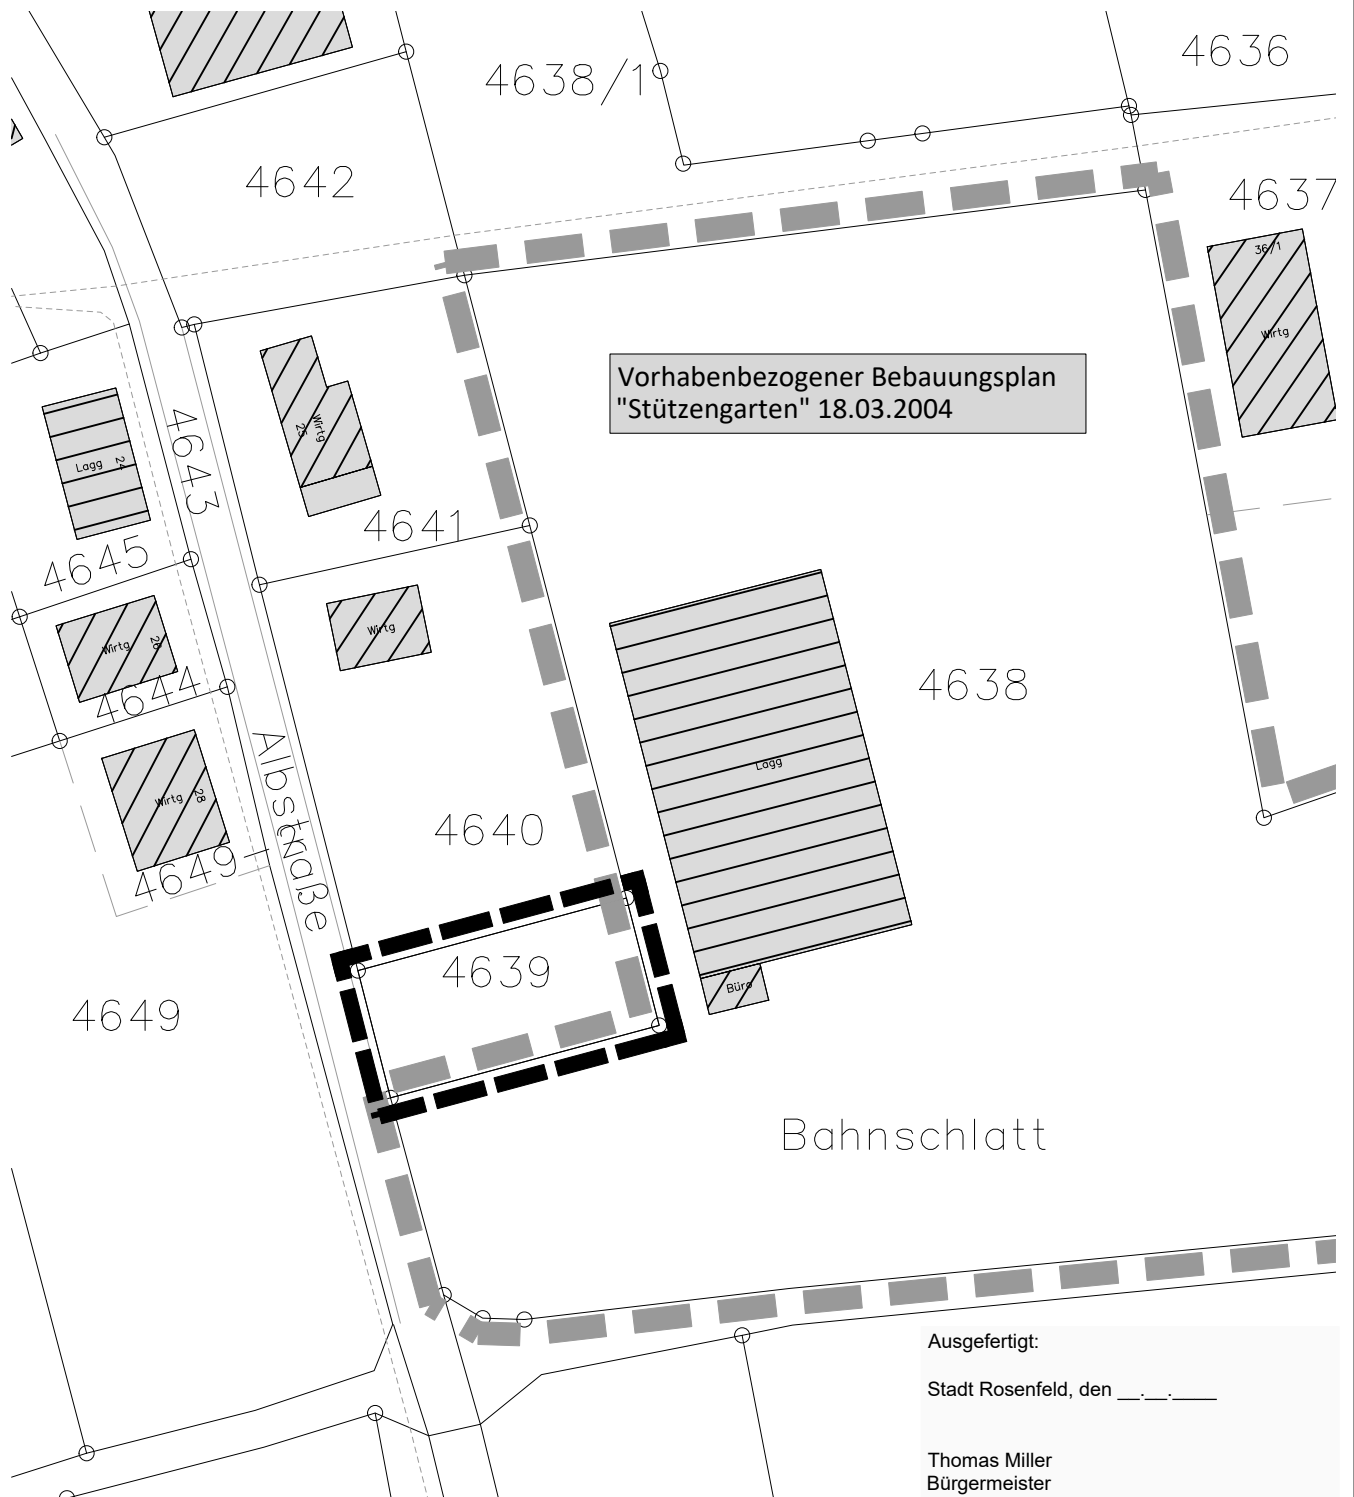 4636
4638/1
4642
4637
36/1
Wirtg
Vorhabenbezogener Bebauungsplan
"Stützengarten" 18.03.2004
4643
Wirtg
25
Lagg
24
4641
4645
Wirtg
Wirtg
26
4644
4638
Albstraße
Lagg
Wirtg
28
4640
4649
4639
Büro
4649
Bahnschlatt
Ausgefertigt:
Stadt Rosenfeld, den __.__.____
Thomas Miller
Bürgermeister